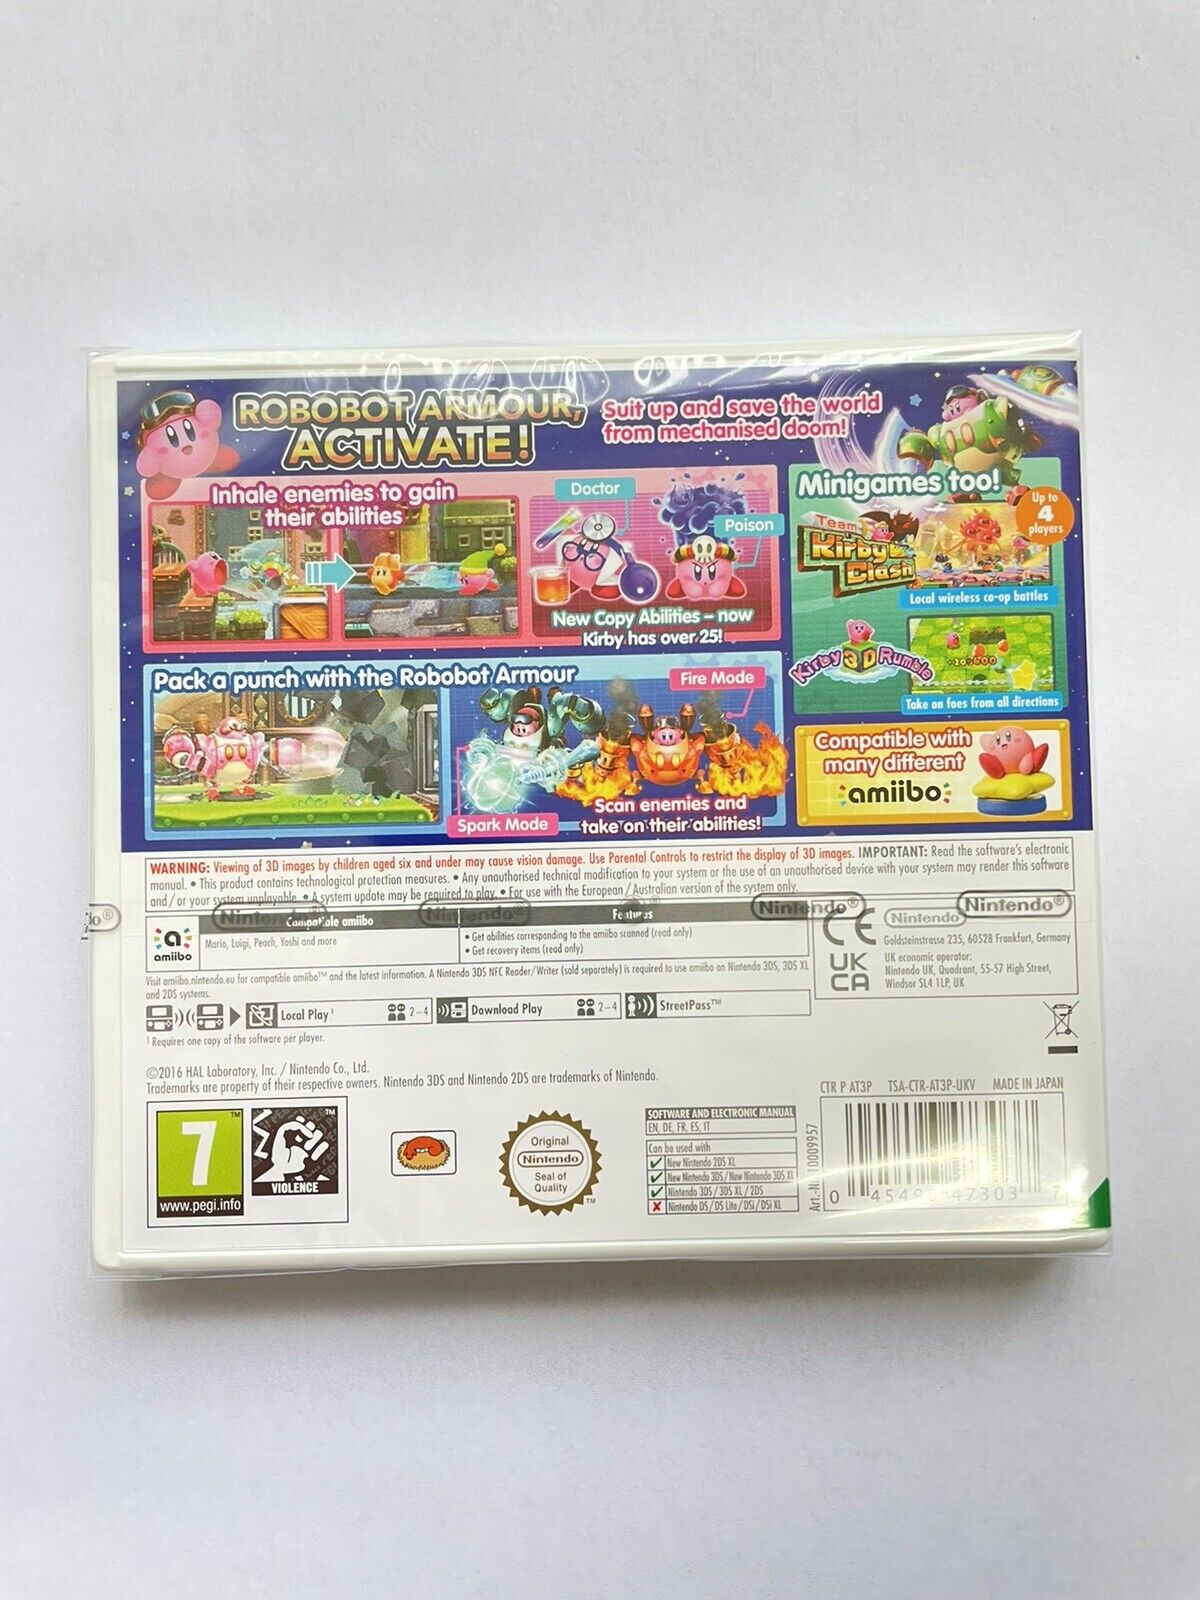 ROBOBOT ARMOUR,
ACTIVATE!
Suit up and save the world
from mechanised doom!
Inhale enemies to gain
their abilities
Doctor
Poison
New Copy Abilities – now
Kirby has over 25!
Minigames too!
Up to
4
players
Team
Kirby
Clash
Local wireless co-op battles
Kirby 3D Rumble
Take on foes from all directions
Pack a punch with the Robobot Armour
Fire Mode
Spark Mode
Scan enemies and
take on their abilities!
Compatible with
many different
amiibo
WARNING: Viewing of 3D images by children aged six and under may cause vision damage. Use Parental Controls to restrict the display of 3D images. IMPORTANT: Read the software's electronic
manual. • This product contains technological protection measures. • Any unauthorised technical modification to your system or the use of an unauthorised device with your system may render this software
and/or your system unplayable. • A system update may be required to play. • For use with the European/Australian version of the system only.
Nintendo®
Nintendo®
Nintendo®
Nintendo®
Compatible amiibo
Features
amiibo
Mario, Luigi, Peach, Yoshi and more
• Get abilities corresponding to the amiibo scanned (read only)
• Get recovery items (read only)
Visit amiibo.nintendo.eu for compatible amiibo™ and the latest information. A Nintendo 3DS NFC Reader/Writer (sold separately) is required to use amiibo on Nintendo 3DS, 3DS XL
and 2DS systems.
CE
UK
CA
Nintendo
Goldsteinstrasse 235, 60528 Frankfurt, Germany
UK economic operator:
Nintendo UK, Quadrant, 55-57 High Street,
Windsor SL4 1LP, UK
Local Play¹ 2–4
Download Play 2–4
StreetPass™
¹ Requires one copy of the software per player.
©2016 HAL Laboratory, Inc. / Nintendo Co., Ltd.
Trademarks are property of their respective owners. Nintendo 3DS and Nintendo 2DS are trademarks of Nintendo.
7
www.pegi.info
VIOLENCE
Original
Nintendo
Seal of
Quality
TM
SOFTWARE AND ELECTRONIC MANUAL
EN, DE, FR, ES, IT
Can be used with
New Nintendo 2DS XL
New Nintendo 3DS / New Nintendo 3DS XL
Nintendo 3DS / 3DS XL / 2DS
Nintendo DS / DS Lite / DSi / DSi XL
CTR P AT3P TSA-CTR-AT3P-UKV MADE IN JAPAN